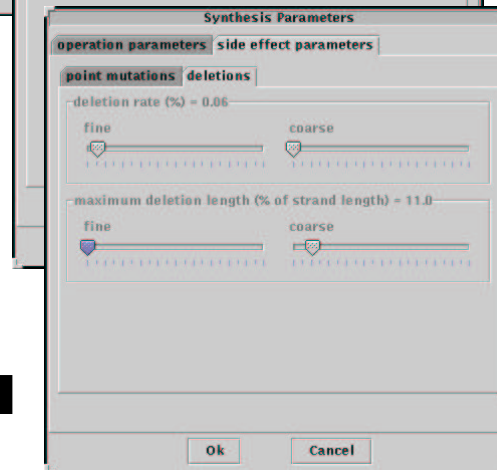 Synthesis Parameters
operation parameters side effect parameters
point mutations deletions
deletion rate (%) = 0.06
fine coarse
maximum deletion length (% of strand length) = 11.0
fine coarse
Ok Cancel